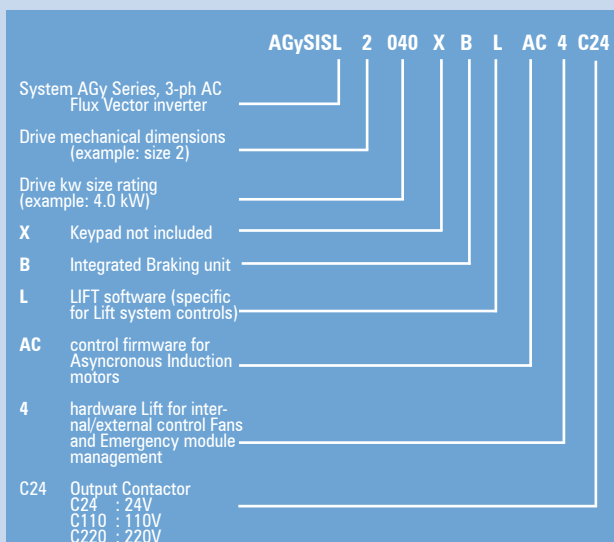 AGySISL 2 040 X B L AC 4 C24
System AGy Series, 3-ph AC
Flux Vector inverter
Drive mechanical dimensions
(example: size 2)
Drive kw size rating
(example: 4.0 kW)
X Keypad not included
B Integrated Braking unit
L LIFT software (specific
for Lift system controls)
AC control firmware for
Asyncronous Induction
motors
4 hardware Lift for inter-
nal/external control Fans
and Emergency module
management
C24 Output Contactor
C24 : 24V
C110 : 110V
C220 : 220V